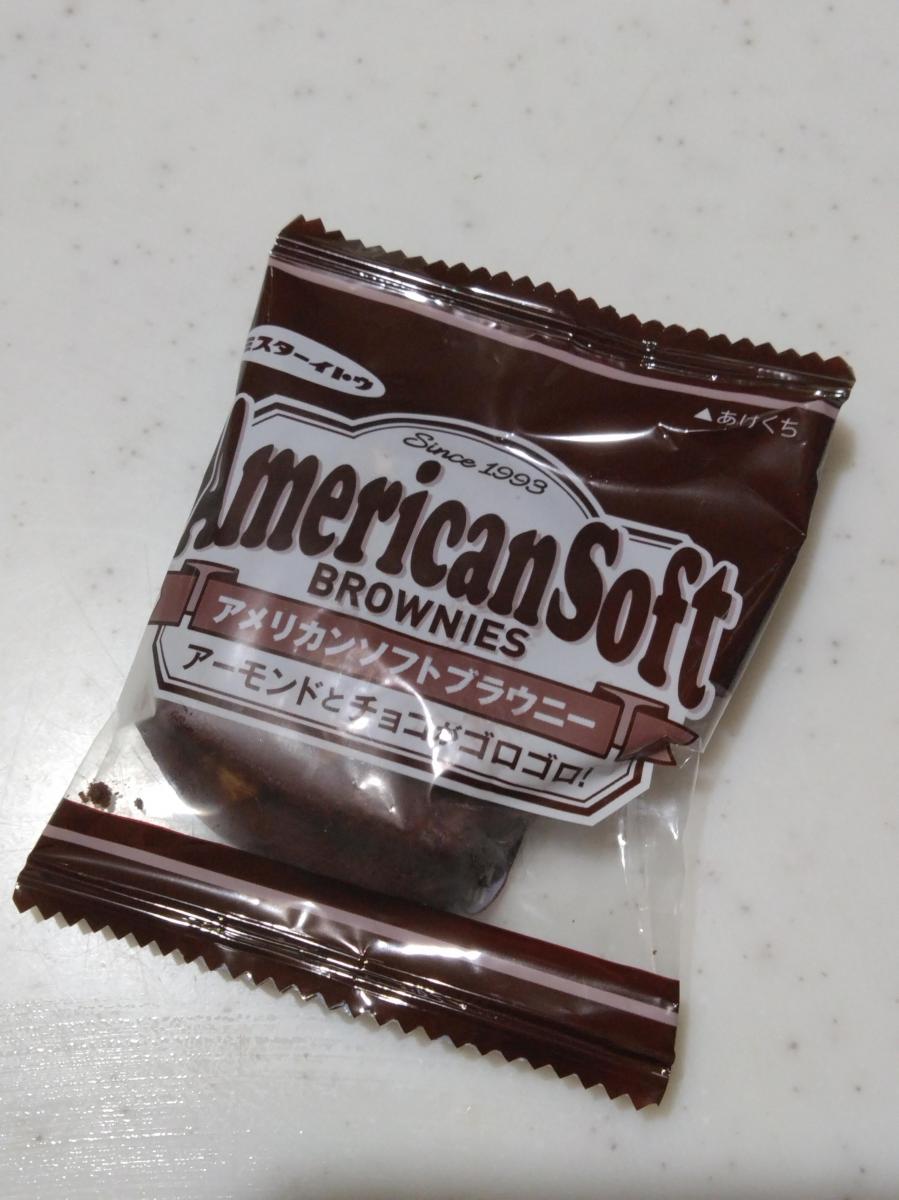 ミスターイトウ
▲あけくち
Since 1993
AmericanSoft
BROWNIES
アメリカンソフトブラウニー
アーモンドとチョコがゴロゴロ!